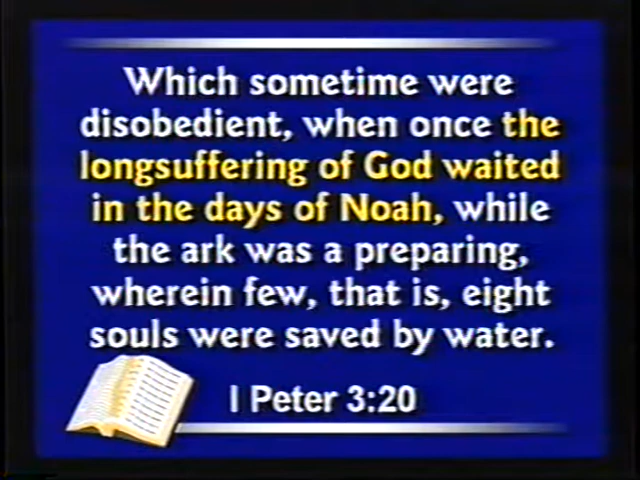 Which sometime were
disobedient, when once the
longsuffering of God waited
in the days of Noah, while
the ark was a preparing,
wherein few, that is, eight
souls were saved by water.
I Peter 3:20